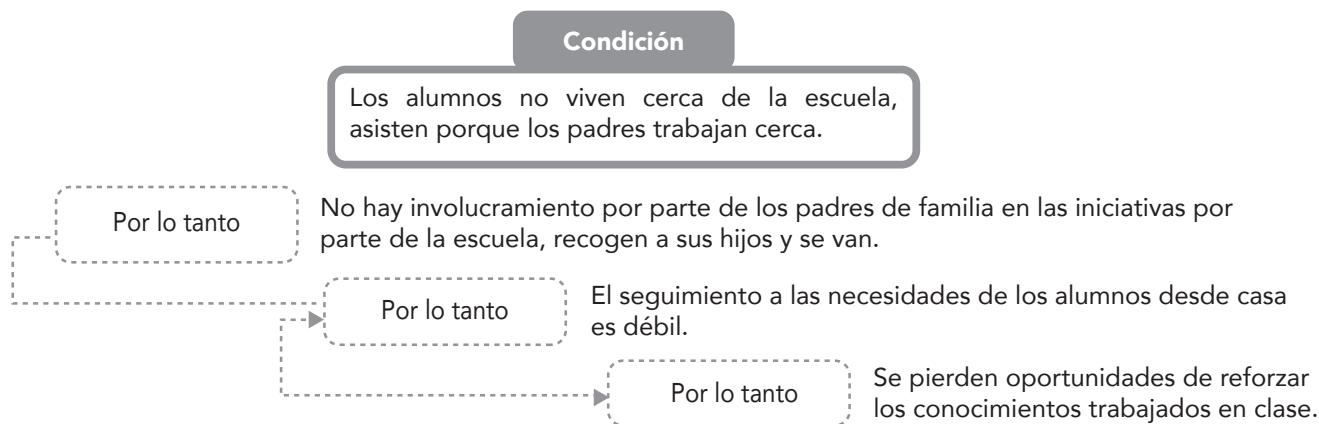 Condición
Los alumnos no viven cerca de la escuela,
asisten porque los padres trabajan cerca.
Por lo tanto
No hay involucramiento por parte de los padres de familia en las iniciativas por
parte de la escuela, recogen a sus hijos y se van.
Por lo tanto
El seguimiento a las necesidades de los alumnos desde casa
es débil.
Por lo tanto
Se pierden oportunidades de reforzar
los conocimientos trabajados en clase.